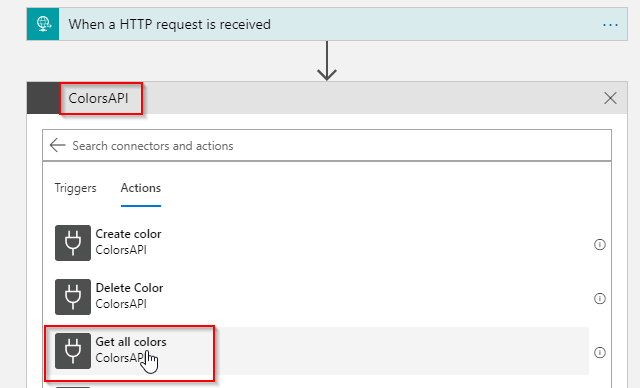 When a HTTP request is received
ColorsAPI
Search connectors and actions
Triggers Actions
Create color
ColorsAPI
Delete Color
ColorsAPI
Get all colors
ColorsAPI